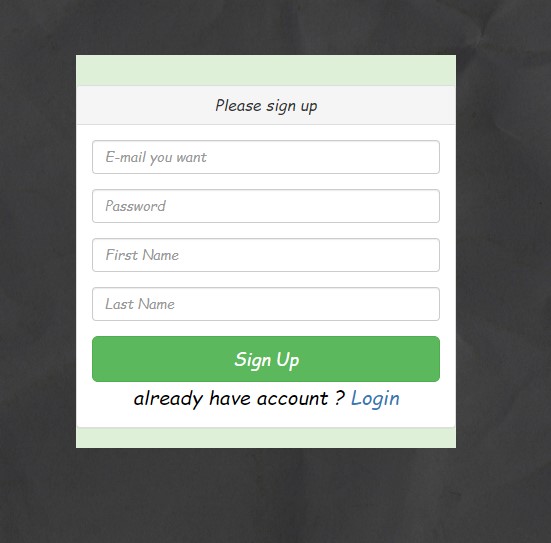 Please sign up
E-mail you want
Password
First Name
Last Name
Sign Up
already have account ? Login